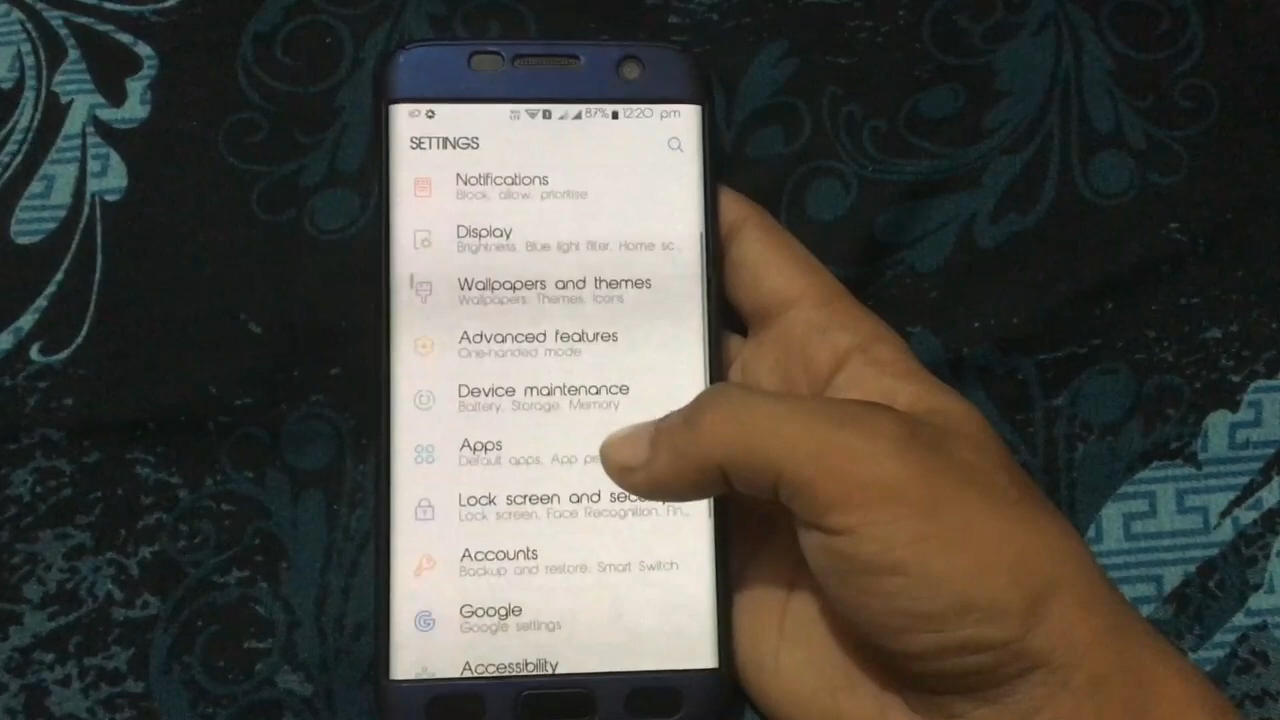 87% 12:20 pm
SETTINGS
Notifications
Block, allow, prioritise
Display
Brightness, Blue light filter, Home sc...
Wallpapers and themes
Wallpapers, Themes, Icons
Advanced features
One-handed mode
Device maintenance
Battery, Storage, Memory
Apps
Default apps, App
Lock screen and
Lock screen, Face Recognition, Fin...
Accounts
Backup and restore, Smart Switch
Google
Google settings
Accessibility